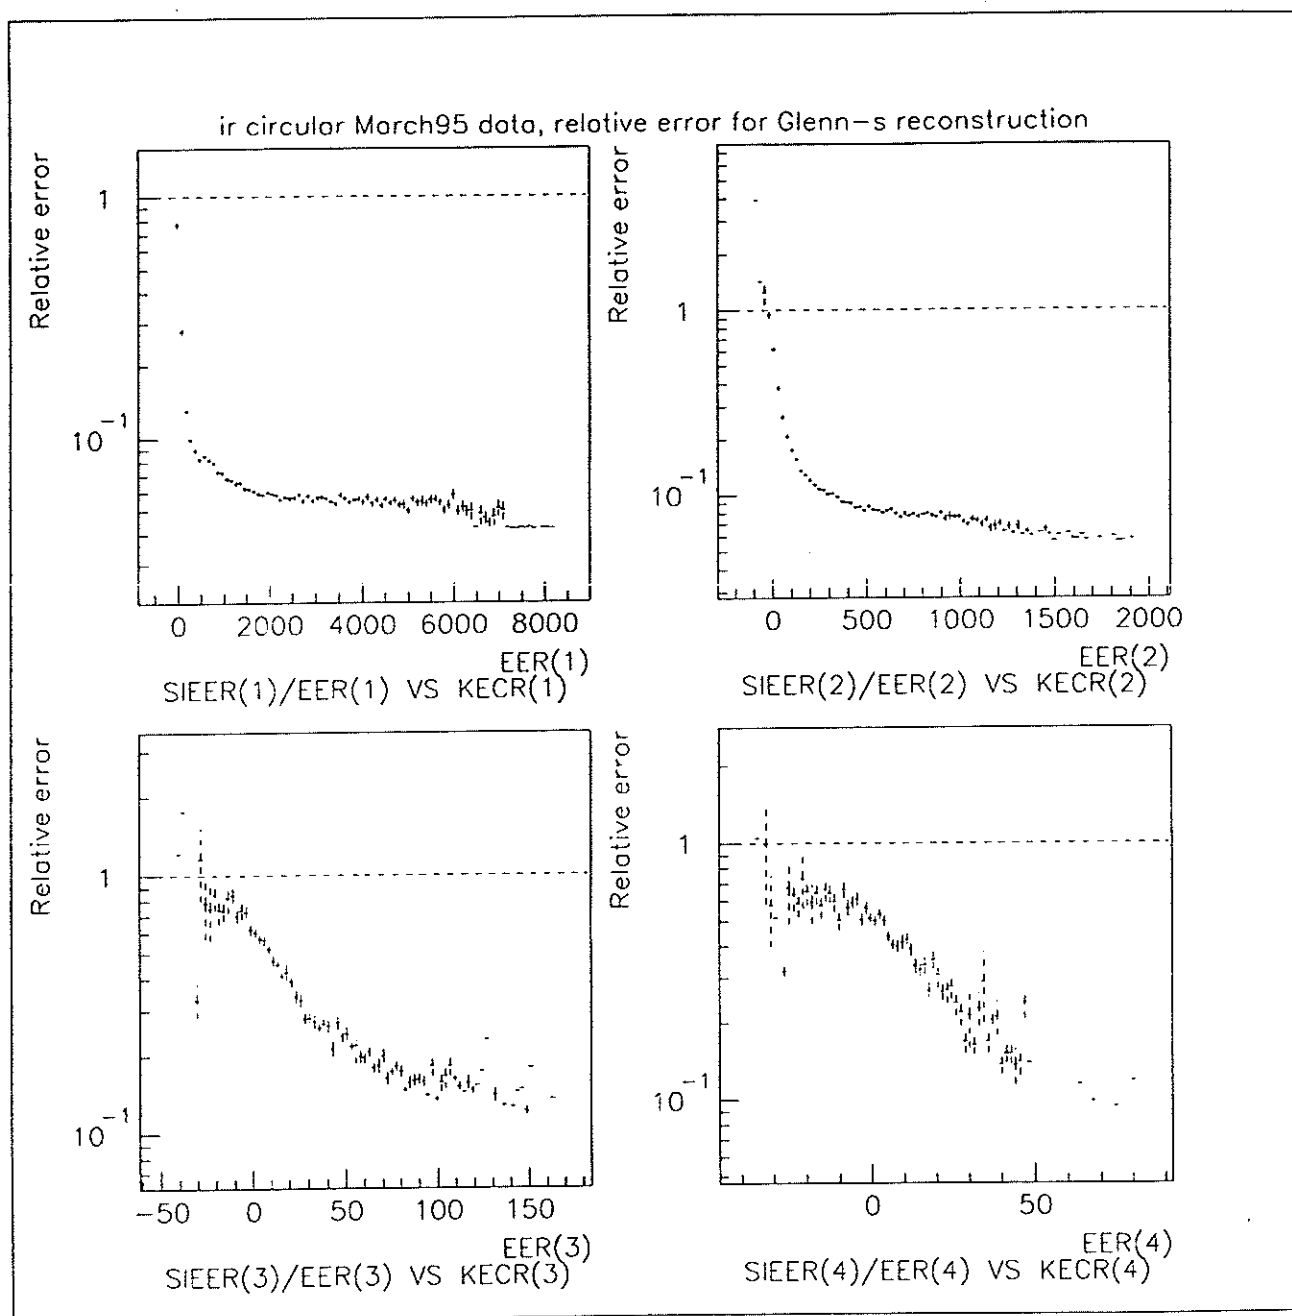 ir circular March95 data, relative error for Glenn-s reconstruction
Relative error
1
10⁻¹
0 2000 4000 6000 8000
EER(1)
SIEER(1)/EER(1) VS KECR(1)
Relative error
1
10⁻¹
0 500 1000 1500 2000
EER(2)
SIEER(2)/EER(2) VS KECR(2)
Relative error
1
10⁻¹
-50 0 50 100 150
EER(3)
SIEER(3)/EER(3) VS KECR(3)
Relative error
1
10⁻¹
0 50
EER(4)
SIEER(4)/EER(4) VS KECR(4)